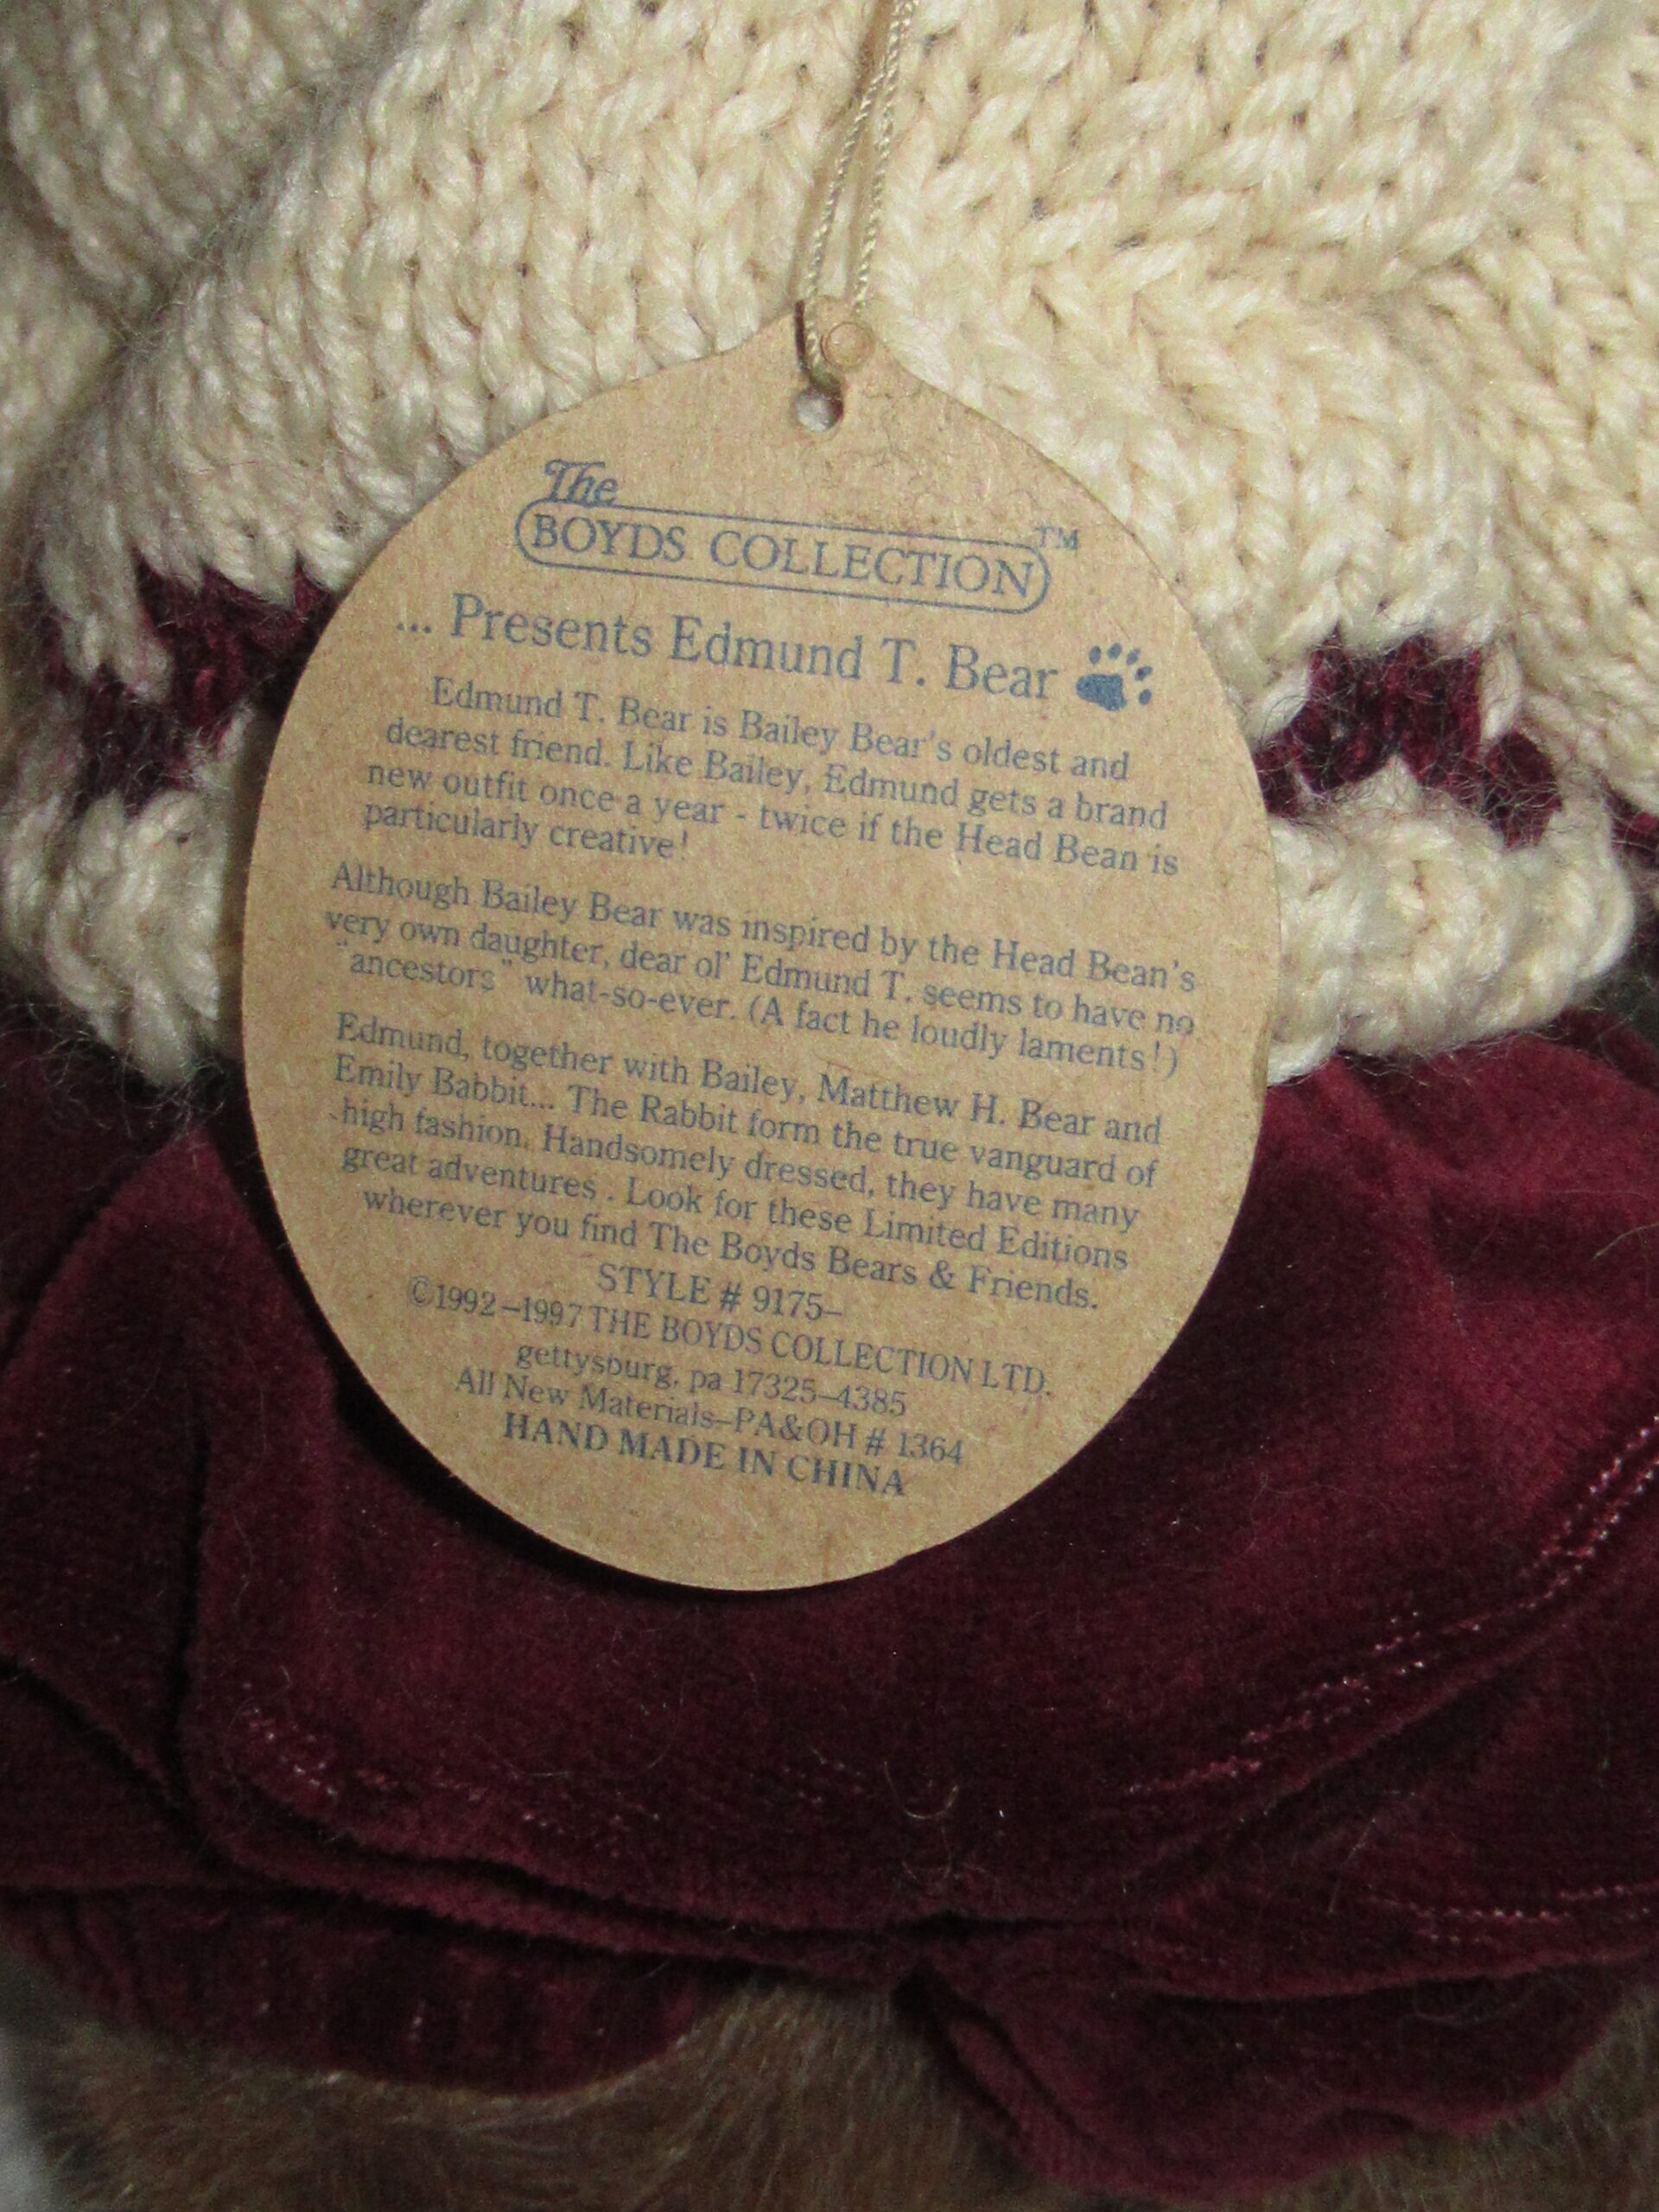 The
BOYDS COLLECTION™
... Presents Edmund T. Bear
Edmund T. Bear is Bailey Bear's oldest and
dearest friend. Like Bailey, Edmund gets a brand
new outfit once a year - twice if the Head Bean is
particularly creative!
Although Bailey Bear was inspired by the Head Bean's
very own daughter, dear ol' Edmund T. seems to have no
"ancestors" what-so-ever. (A fact he loudly laments!)
Edmund, together with Bailey, Matthew H. Bear and
Emily Babbit... The Rabbit form the true vanguard of
high fashion. Handsomely dressed, they have many
great adventures . Look for these Limited Editions
wherever you find The Boyds Bears & Friends.
STYLE # 9175–
©1992–1997 THE BOYDS COLLECTION LTD.
gettysburg, pa 17325–4385
All New Materials–PA&OH # 1364
HAND MADE IN CHINA